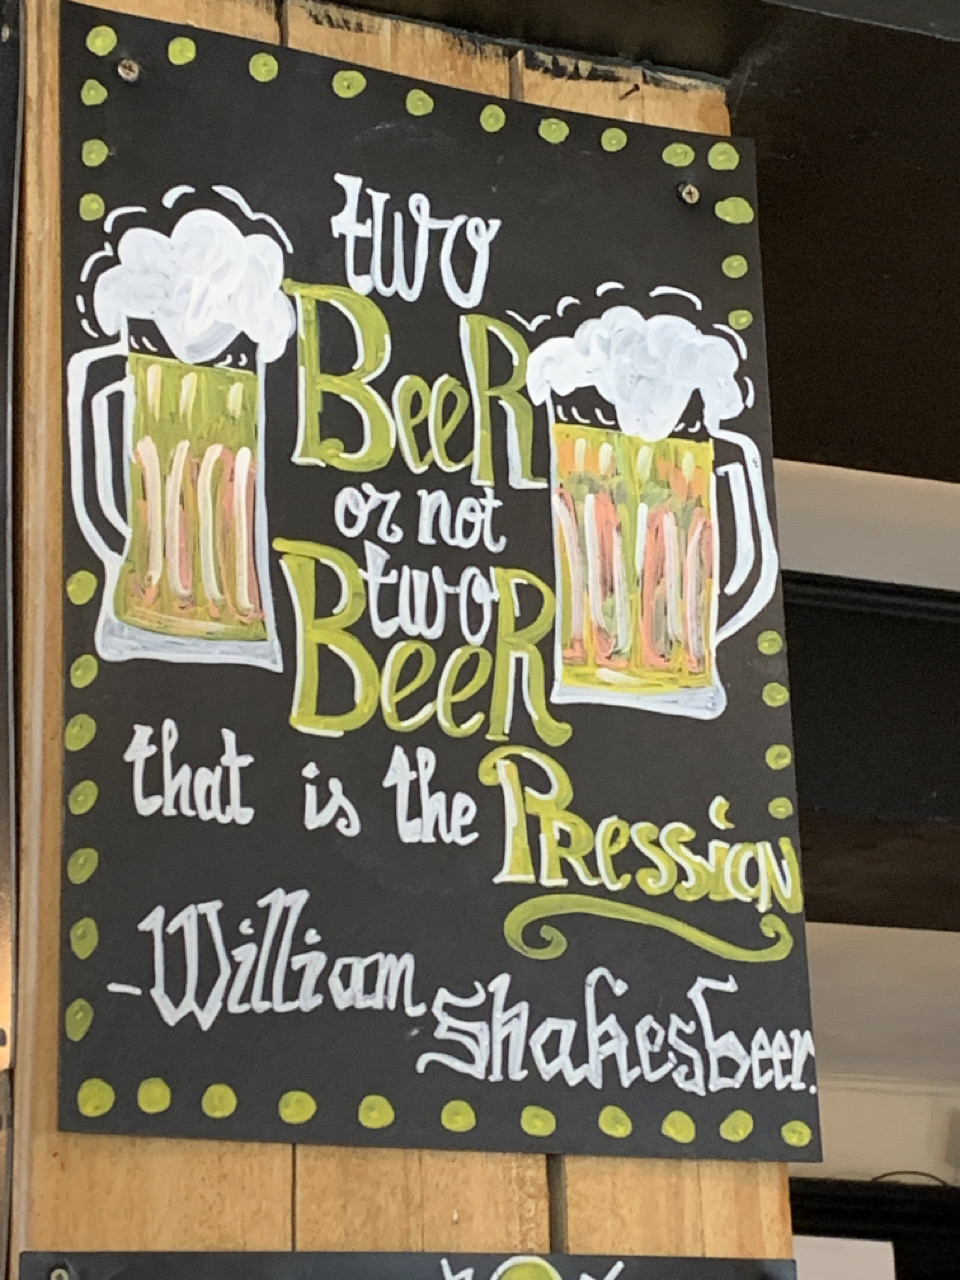 two
BeeR
or not
two
BeeR
that is the PRession
-William
Shakesbeer.